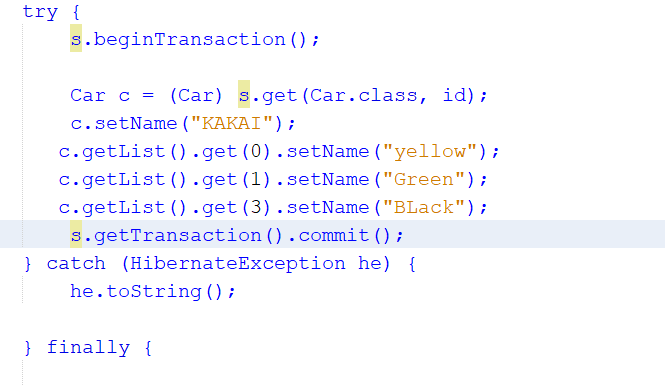 try {
s.beginTransaction();
Car c = (Car) s.get(Car.class, id);
c.setName("KAKAI");
c.getList().get(0).setName("yellow");
c.getList().get(1).setName("Green");
c.getList().get(3).setName("BLack");
s.getTransaction().commit();
} catch (HibernateException he) {
he.toString();
} finally {